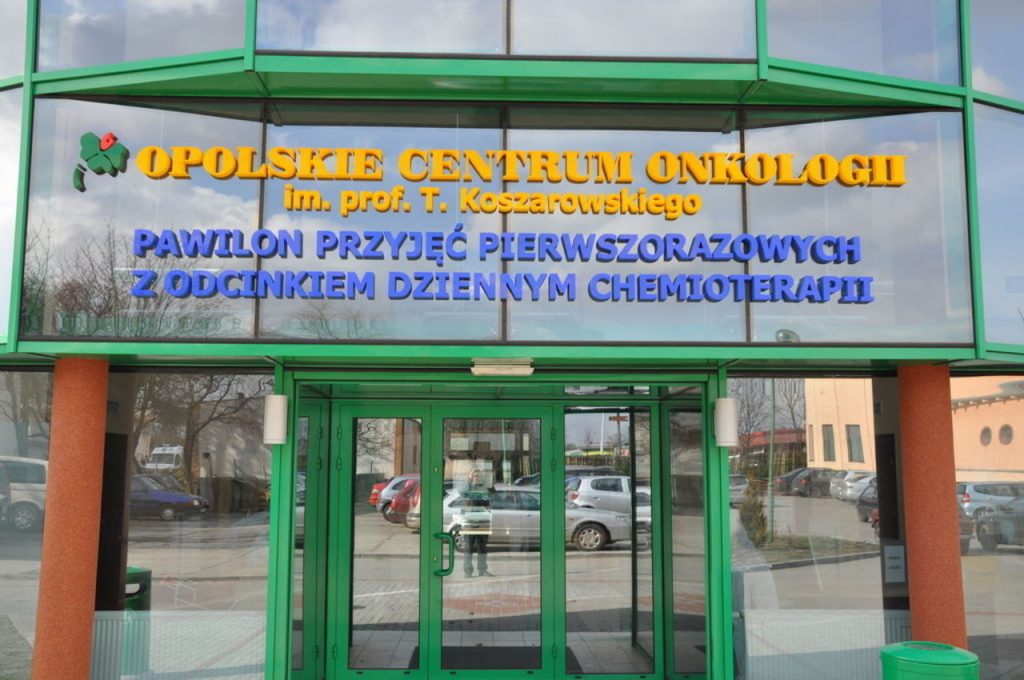 OPOLSKIE CENTRUM ONKOLOGII
im. prof. T. Koszarowskiego
PAWILON PRZYJĘĆ PIERWSZORAZOWYCH
Z ODCINKIEM DZIENNYM CHEMIOTERAPII